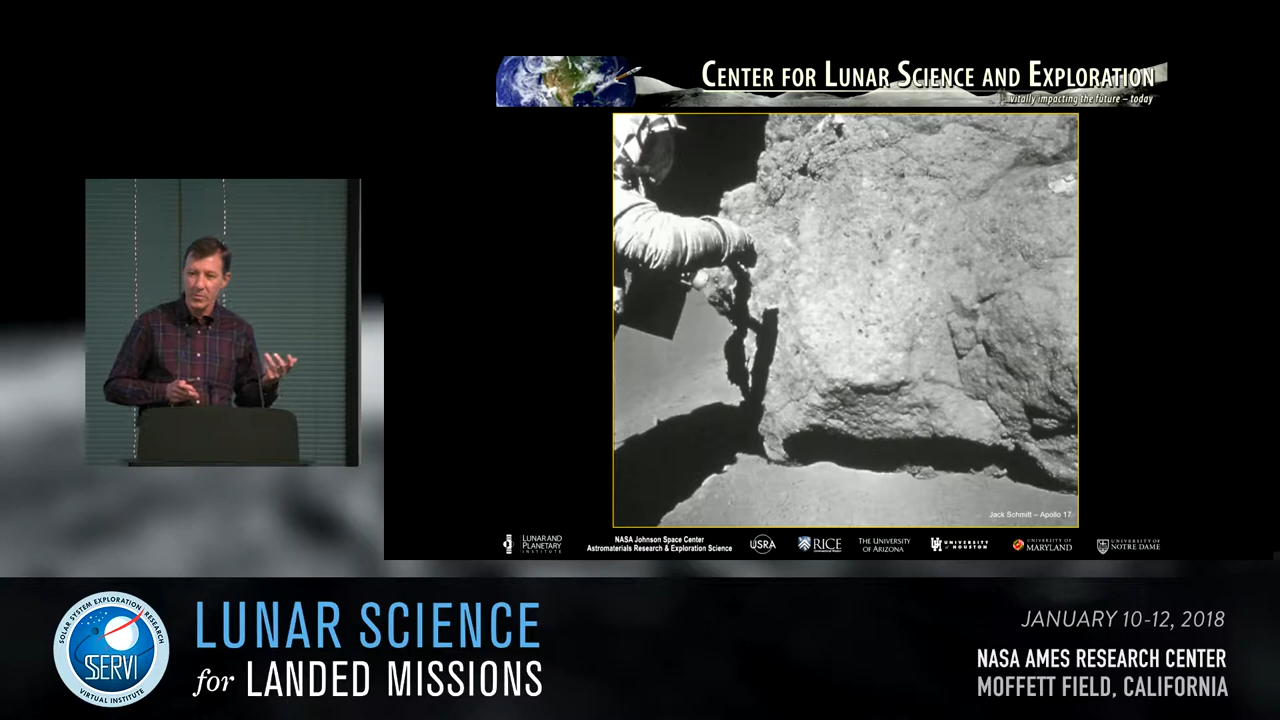 CENTER FOR LUNAR SCIENCE AND EXPLORATION
...vitally impacting the future – today
Jack Schmitt – Apollo 17
LUNAR AND
PLANETARY
INSTITUTE
NASA Johnson Space Center
Astromaterials Research & Exploration Science
USRA
RICE
THE UNIVERSITY
OF ARIZONA
UNIVERSITY of
HOUSTON
UNIVERSITY OF
MARYLAND
UNIVERSITY OF
NOTRE DAME
SOLAR SYSTEM EXPLORATION RESEARCH
SSERVI
VIRTUAL INSTITUTE
LUNAR SCIENCE
for LANDED MISSIONS
JANUARY 10-12, 2018
NASA AMES RESEARCH CENTER
MOFFETT FIELD, CALIFORNIA